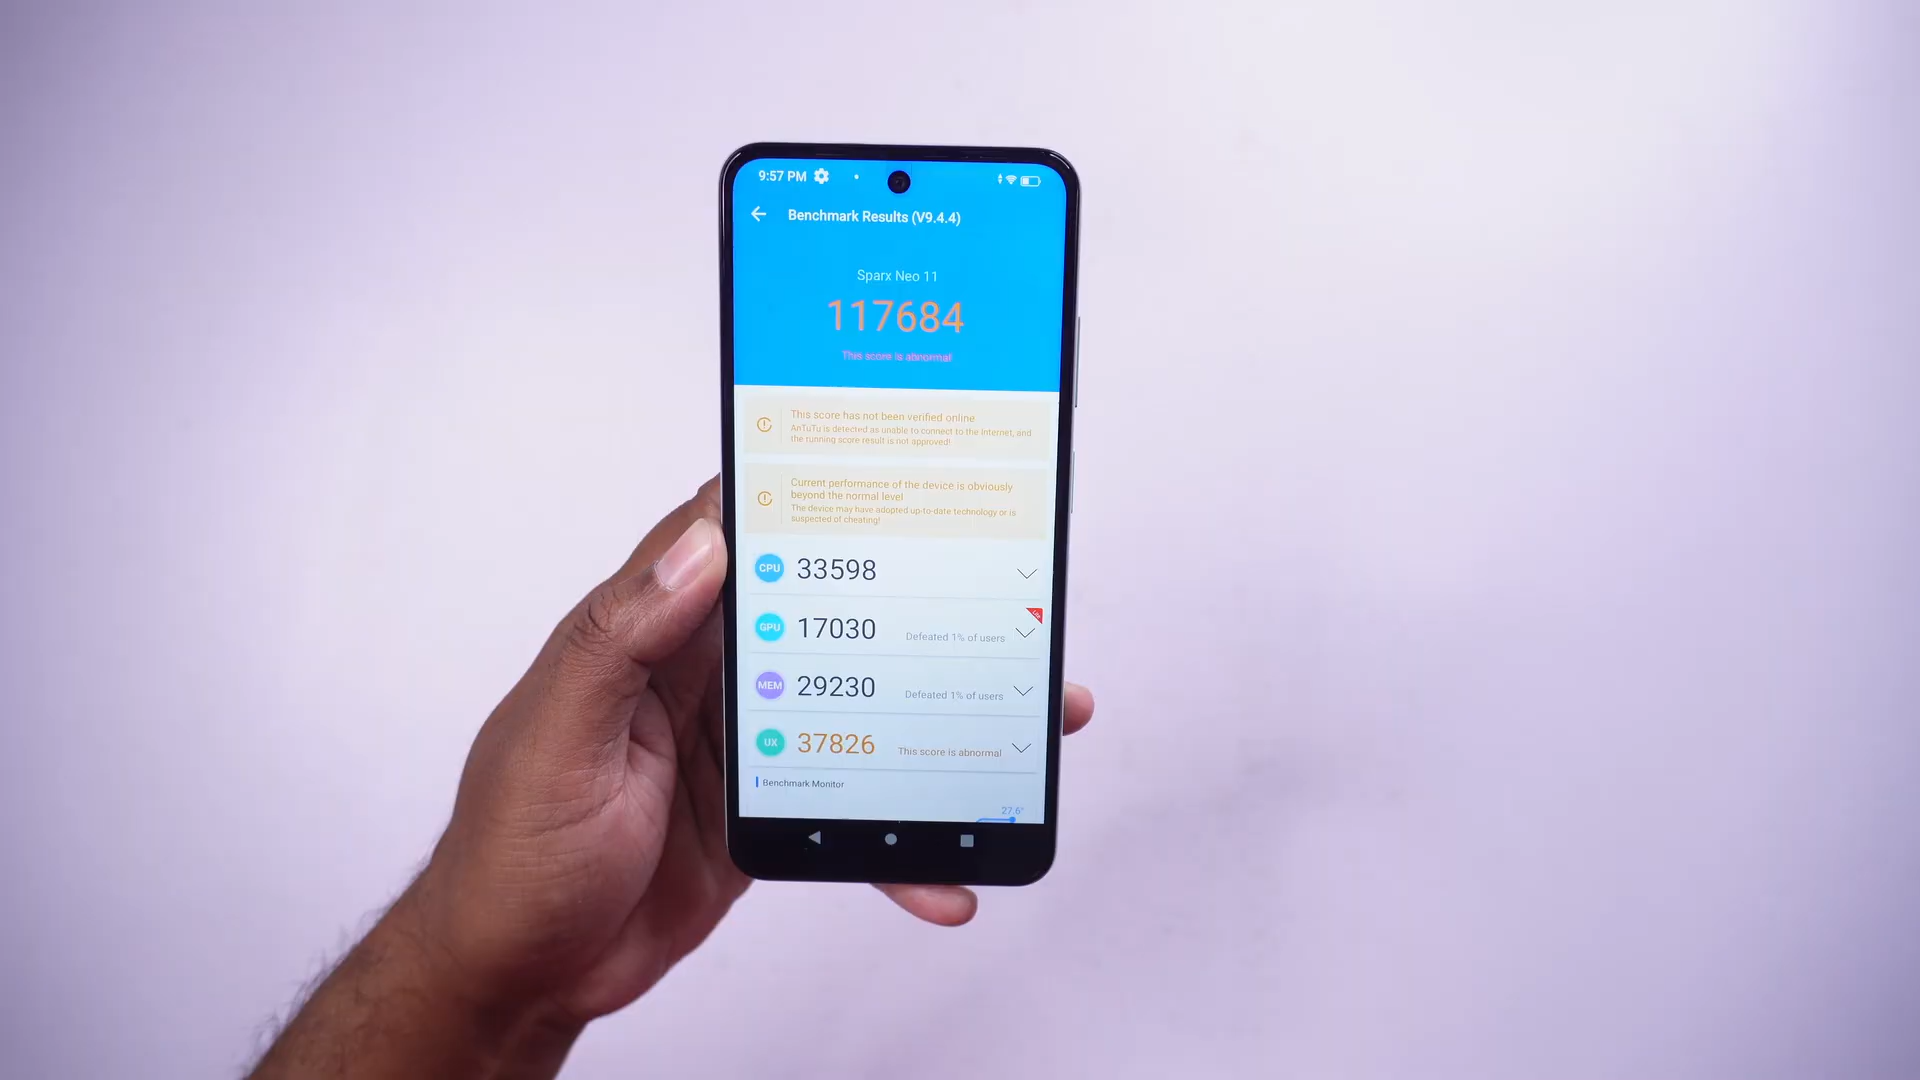 9:57 PM
Benchmark Results (V9.4.4)
Sparx Neo 11
117684
This score is abnormal
This score has not been verified online
AnTuTu is detected as unable to connect to the Internet, and
the running score result is not approved!
Current performance of the device is obviously
beyond the normal level
The device may have adopted up-to-date technology or is
suspected of cheating!
CPU 33598
GPU 17030 Defeated 1% of users
MEM 29230 Defeated 1% of users
UX 37826 This score is abnormal
Benchmark Monitor
27.6°